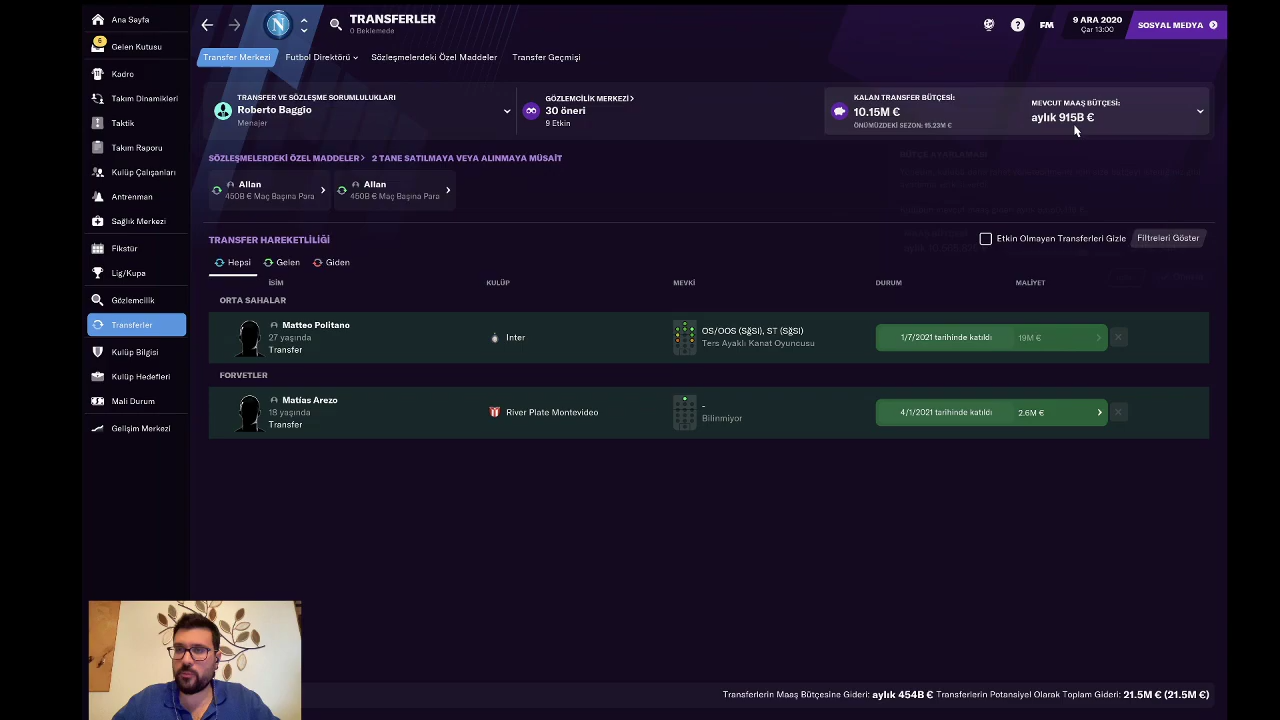 Ana Sayfa
6
Gelen Kutusu
Kadro
Takım Dinamikleri
Taktik
Takım Raporu
Kulüp Çalışanları
Antrenman
Sağlık Merkezi
Fikstür
Lig/Kupa
Gözlemcilik
Transferler
Kulüp Bilgisi
Kulüp Hedefleri
Mali Durum
Gelişim Merkezi
N
TRANSFERLER
0 Beklemede
?
FM
9 ARA 2020
Çar 13:00
SOSYAL MEDYA
Transfer Merkezi
Futbol Direktörü
Sözleşmelerdeki Özel Maddeler
Transfer Geçmişi
TRANSFER VE SÖZLEŞME SORUMLULUKLARI
Roberto Baggio
Menajer
GÖZLEMCİLİK MERKEZİ
30 öneri
9 Etkin
KALAN TRANSFER BÜTÇESİ:
10.15M €
ÖNÜMÜZDEKİ SEZON: 15.23M €
MEVCUT MAAŞ BÜTÇESİ:
aylık 915B €
SÖZLEŞMELERDEKİ ÖZEL MADDELER
2 TANE SATILMAYA VEYA ALINMAYA MÜSAİT
Allan
450B € Maç Başına Para
Allan
450B € Maç Başına Para
TRANSFER HAREKETLİLİĞİ
Etkin Olmayan Transferleri Gizle
Filtreleri Göster
Hepsi
Gelen
Giden
İSİM
KULÜP
MEVKİ
DURUM
MALİYET
ORTA SAHALAR
Matteo Politano
27 yaşında
Transfer
Inter
OS/OOS (SğSl), ST (SğSl)
Ters Ayaklı Kanat Oyuncusu
1/7/2021 tarihinde katıldı
19M €
FORVETLER
Matías Arezo
18 yaşında
Transfer
River Plate Montevideo
-
Bilinmiyor
4/1/2021 tarihinde katıldı
2.6M €
Transferlerin Maaş Bütçesine Gideri: aylık 454B € Transferlerin Potansiyel Olarak Toplam Gideri: 21.5M € (21.5M €)